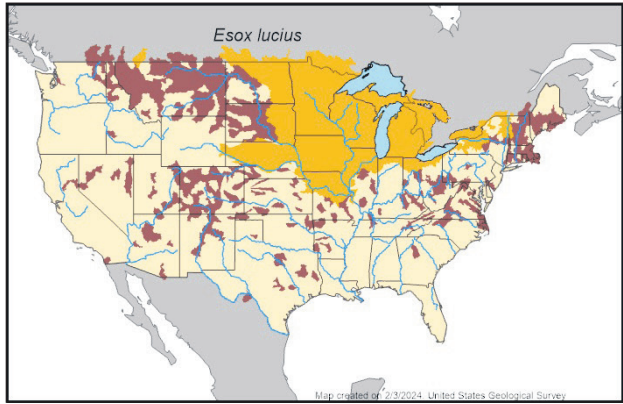 Esox lucius
Map created on 2/3/2024. United States Geological Survey